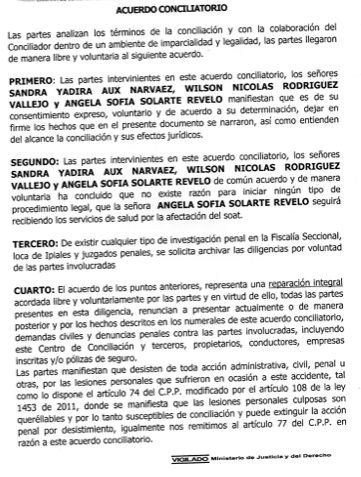 ACUERDO CONCILIATORIO
Las partes analizan los términos de la conciliación y con la colaboración del
Conciliador dentro de un ambiente de imparcialidad y legalidad, las partes llegaron
de manera libre y voluntaria al siguiente acuerdo.
PRIMERO: Las partes intervinientes en este acuerdo conciliatorio, los señores
SANDRA YADIRA AUX NARVAEZ, WILSON NICOLAS RODRIGUEZ
VALLEJO y ANGELA SOFIA SOLARTE REVELO manifiestan que es de su
consentimiento expreso, voluntario y de acuerdo a su determinación, dejar en
firme los hechos que en el presente documento se narraron, así como entienden
del alcance la conciliación y sus efectos jurídicos.
SEGUNDO: Las partes intervinientes en este acuerdo conciliatorio, los señores
SANDRA YADIRA AUX NARVAEZ, WILSON NICOLAS RODRIGUEZ
VALLEJO y ANGELA SOFIA SOLARTE REVELO de común acuerdo y de manera
voluntaria ha concluido que no existe razón para iniciar ningún tipo de
procedimiento legal, que la señora ANGELA SOFIA SOLARTE REVELO seguirá
recibiendo los servicios de salud por la afectación del soat.
TERCERO: De existir cualquier tipo de investigación penal en la Fiscalía Seccional,
loca de Ipiales y juzgados penales, se solicita archivar las diligencias por voluntad
de las partes involucradas
CUARTO: El acuerdo de los puntos anteriores, representa una reparación integral
acordada libre y voluntariamente por las partes y en virtud de ello, todas las partes
presentes en esta diligencia, renuncian a presentar actualmente o de manera
posterior y por los hechos descritos en los numerales de este acuerdo conciliatorio,
demandas civiles y denuncias penales contra las partes involucradas, incluyendo
este Centro de Conciliación y terceros, propietarios, conductores, empresas
inscritas y/o pólizas de seguro.
Las partes manifiestan que desisten de toda acción administrativa, civil, penal u
otras, por las lesiones personales que sufrieron en ocasión a este accidente, tal
como lo dispone el artículo 74 del C.P.P. modificado por el artículo 108 de la ley
1453 de 2011, donde se manifiesta que las lesiones personales culposas son
querellábles y por lo tanto susceptibles de conciliación y puede extinguir la acción
penal por desistimiento, igualmente nos remitimos al artículo 77 del C.P.P. en
razón a este acuerdo conciliatorio.
VIGILADO Ministerio de Justicia y del Derecho